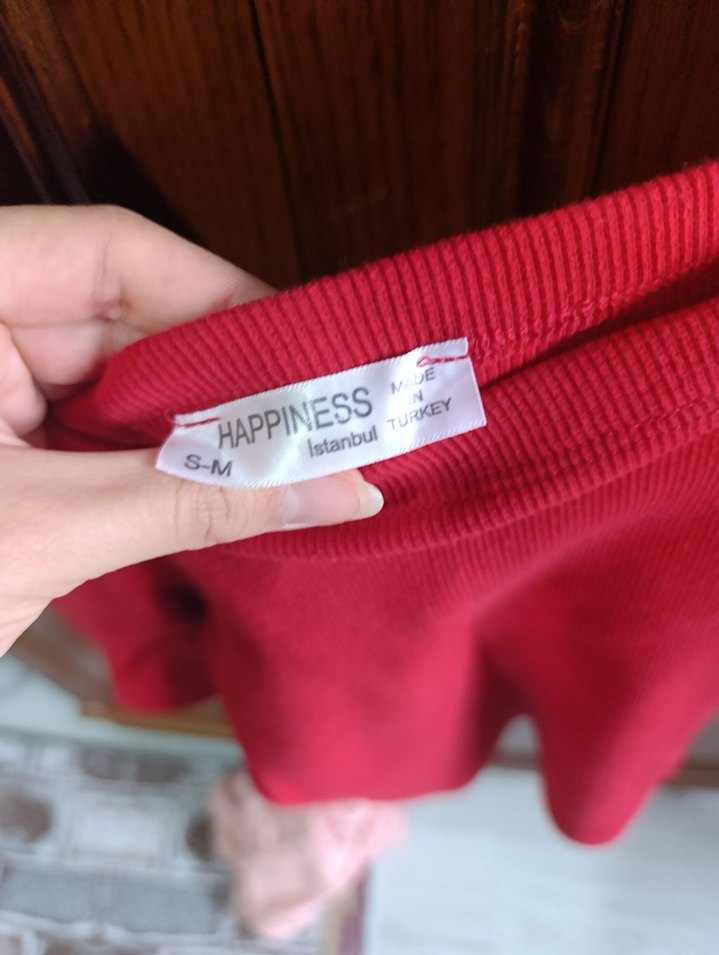 HAPPINESS
Istanbul
S-M
MADE
IN
TURKEY